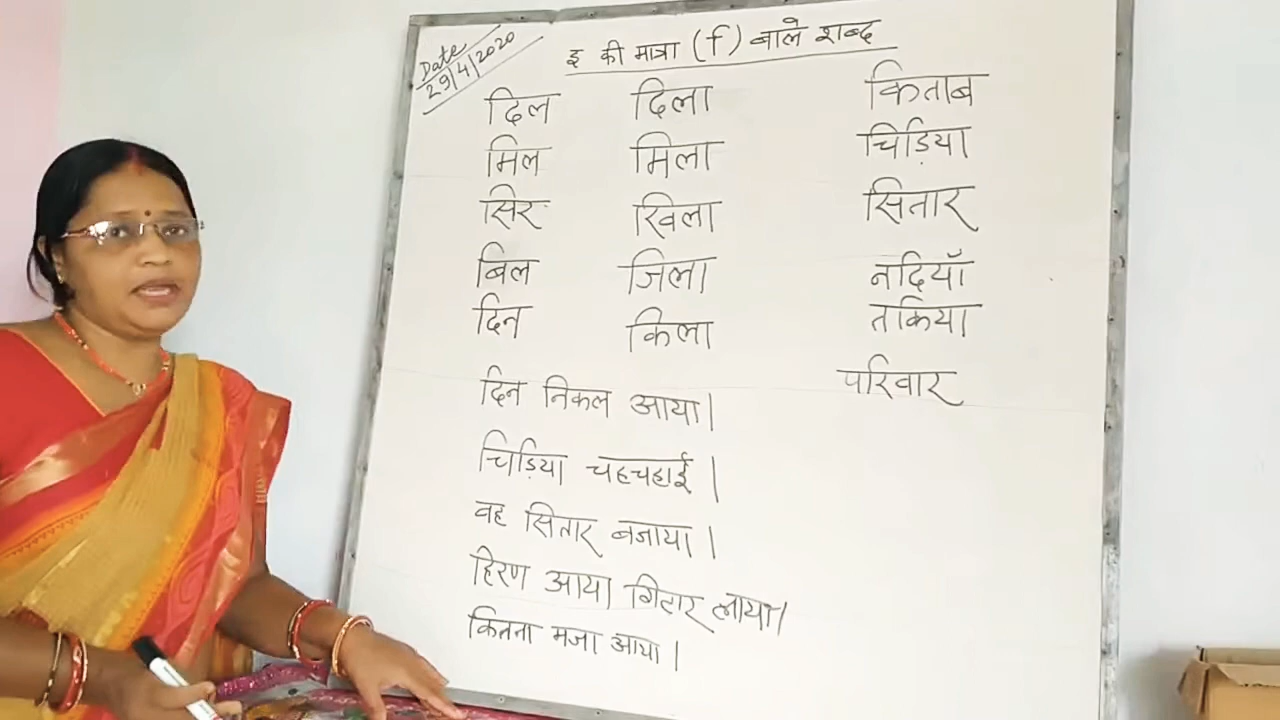 Date
29/4/2020
इ की मात्रा (ि) वाले शब्द
दिल दिला किताब
मिल मिला चिड़िया
सिर खिला सितार
बिल जिला नदियाँ
दिन किला तकिया
परिवार
दिन निकल आया।
चिड़िया चहचहाई।
वह सितार बजाया।
हिरण आया गिटार लाया।
कितना मजा आया।